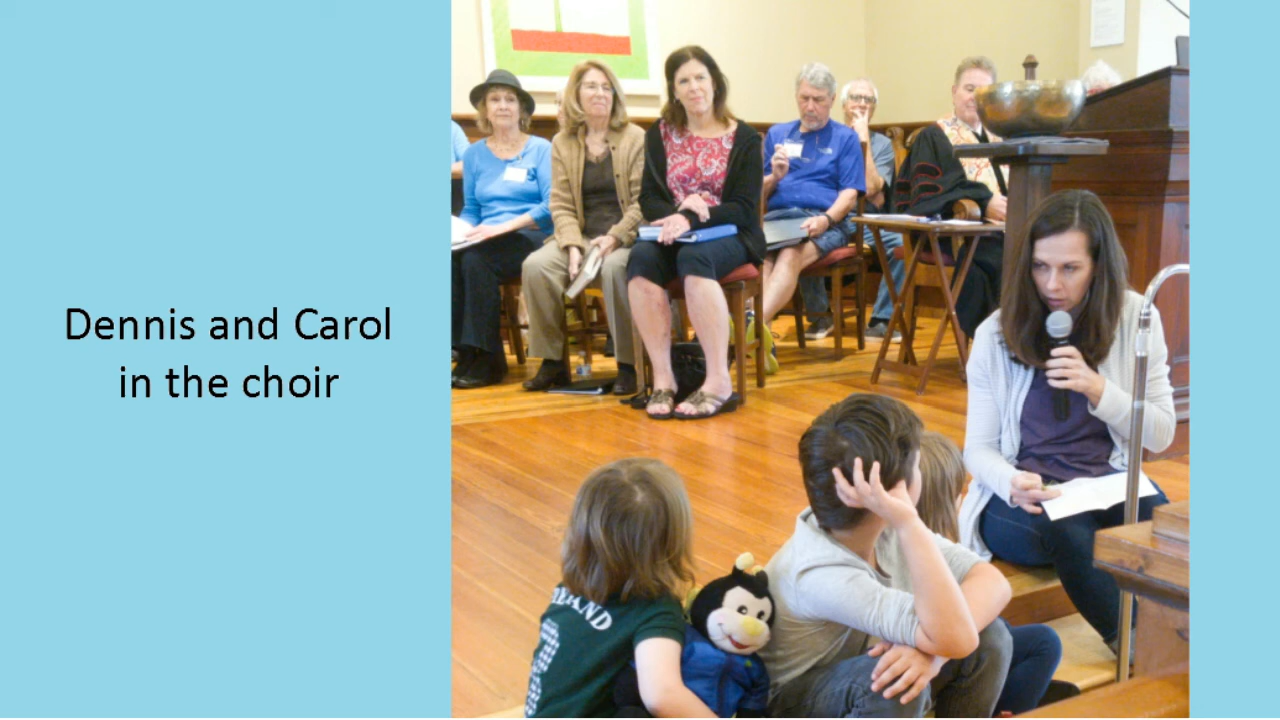 Dennis and Carol
in the choir